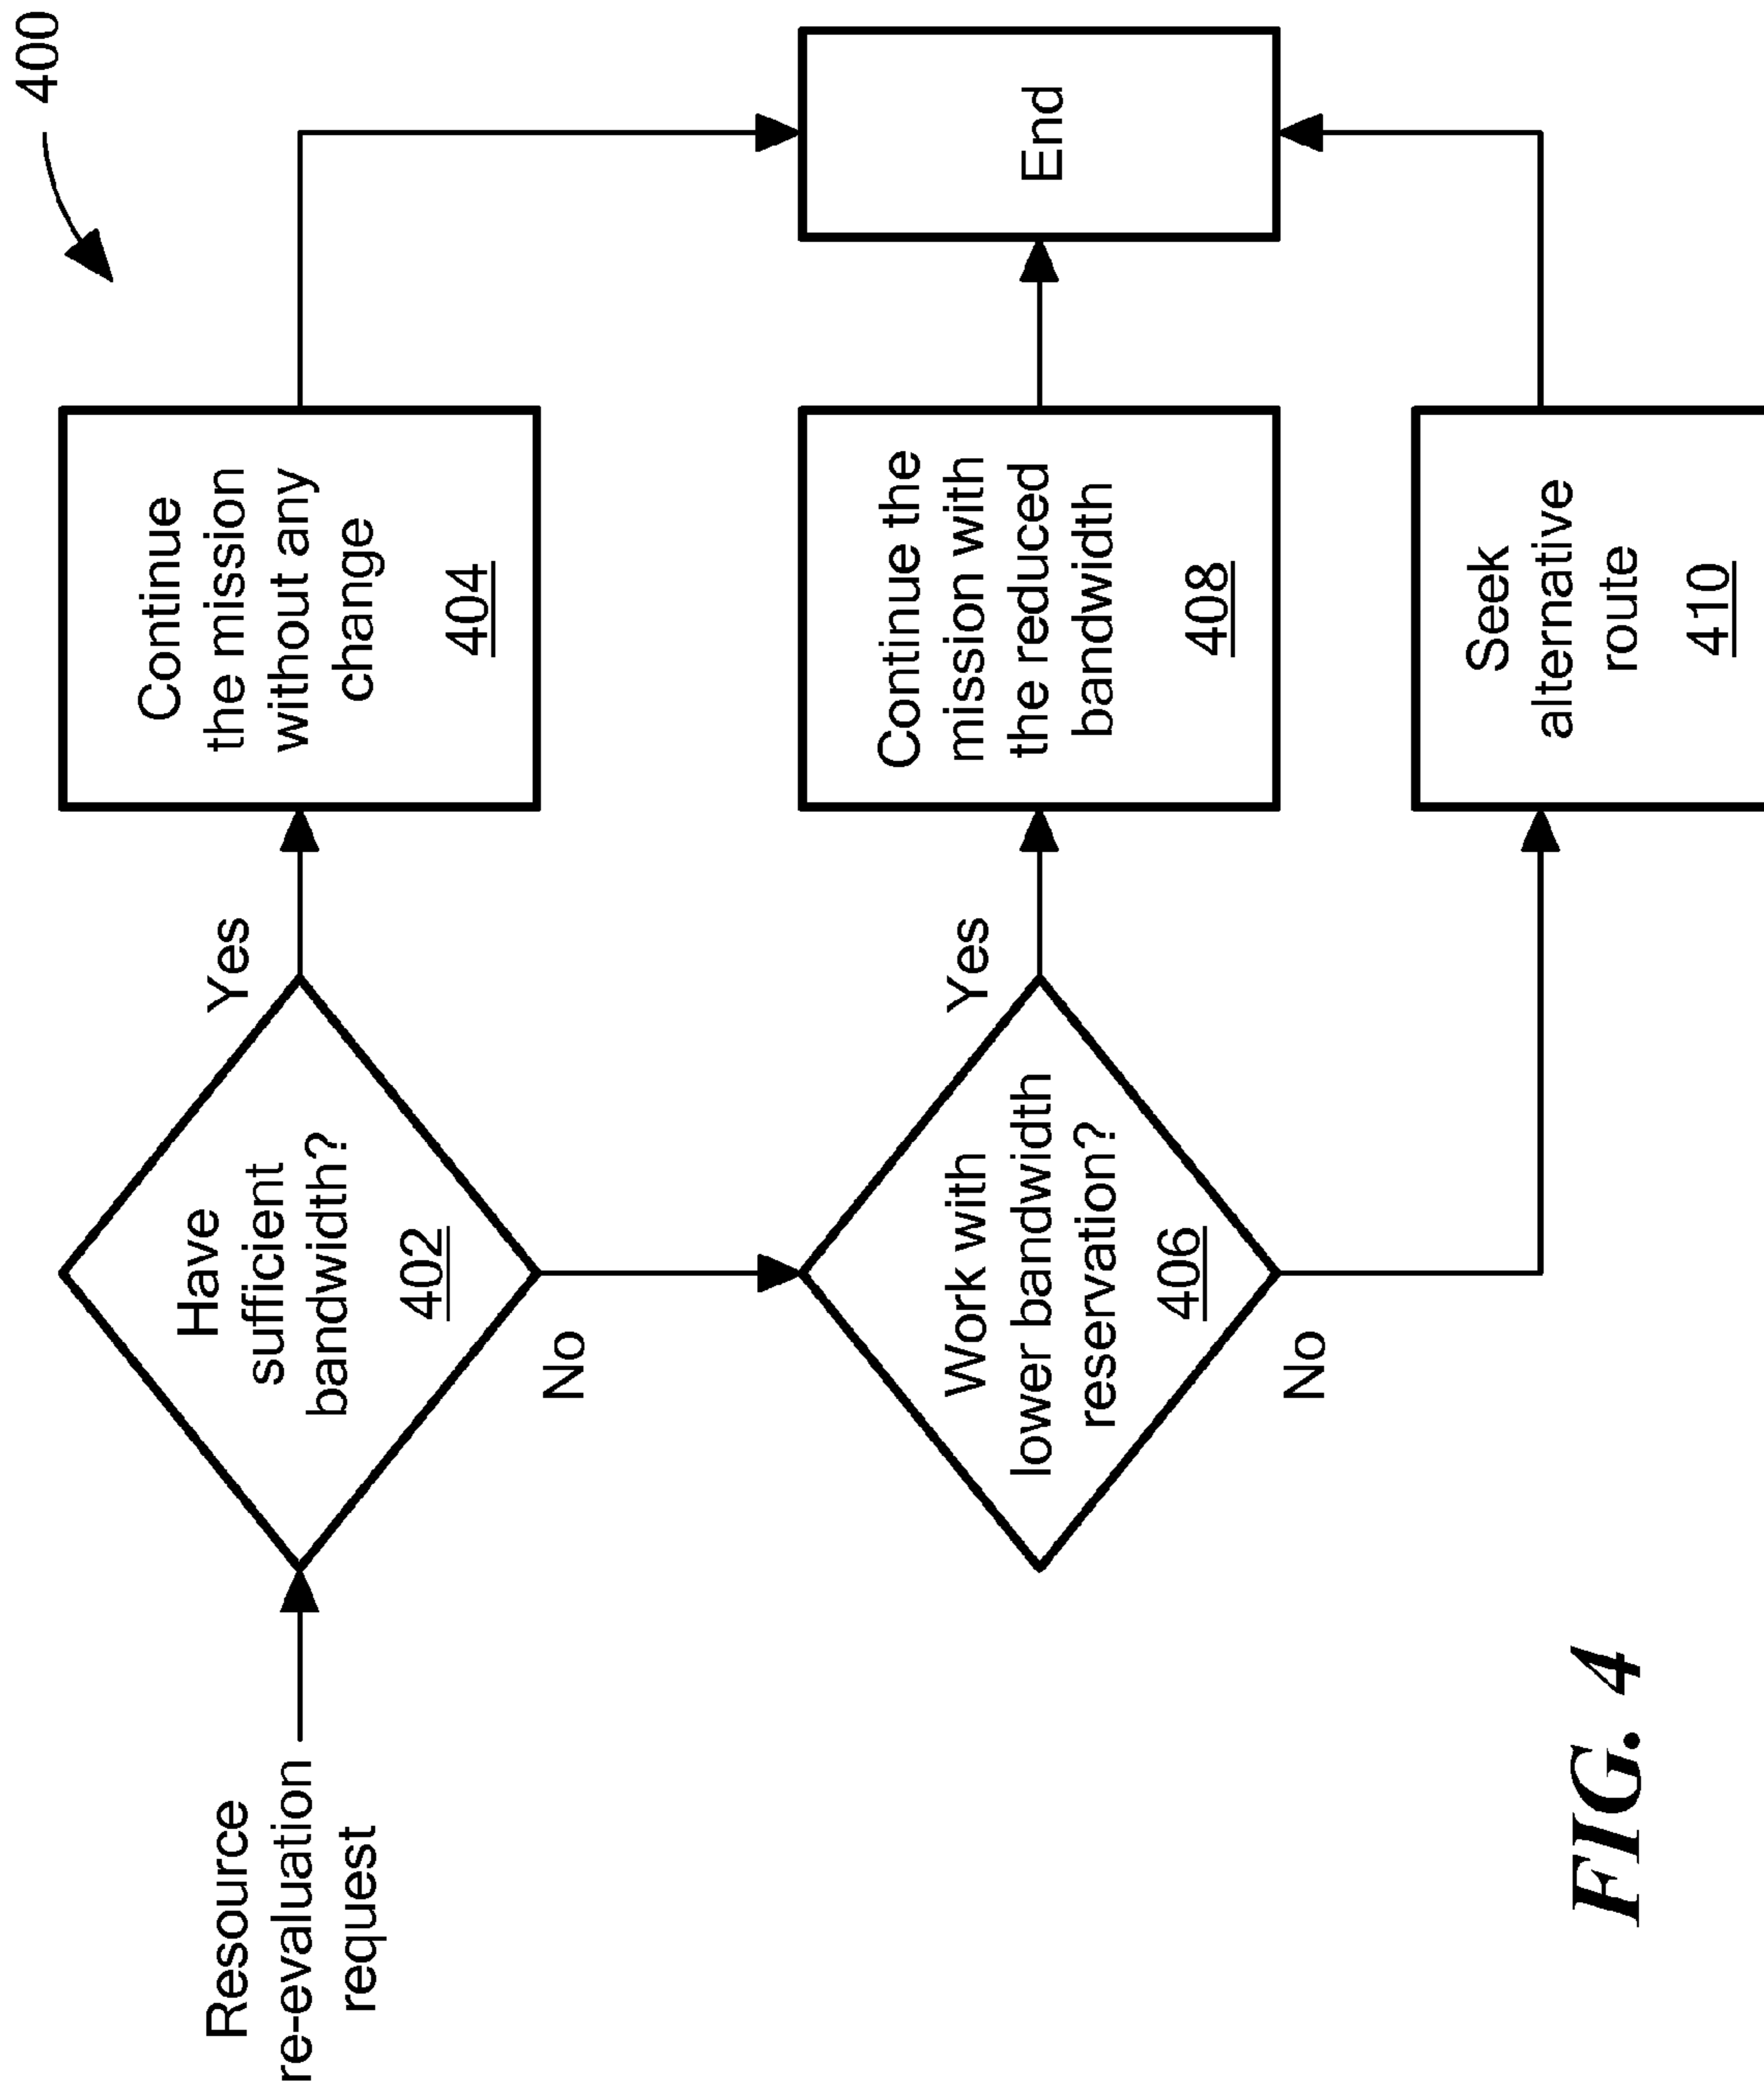 400
Resource
re-evaluation
request
Have
sufficient
bandwidth?
402
Yes
Continue
the mission
without any
change
404
No
Work with
lower bandwidth
reservation?
406
Yes
Continue the
mission with
the reduced
bandwidth
408
End
No
Seek
alternative
route
410
FIG. 4